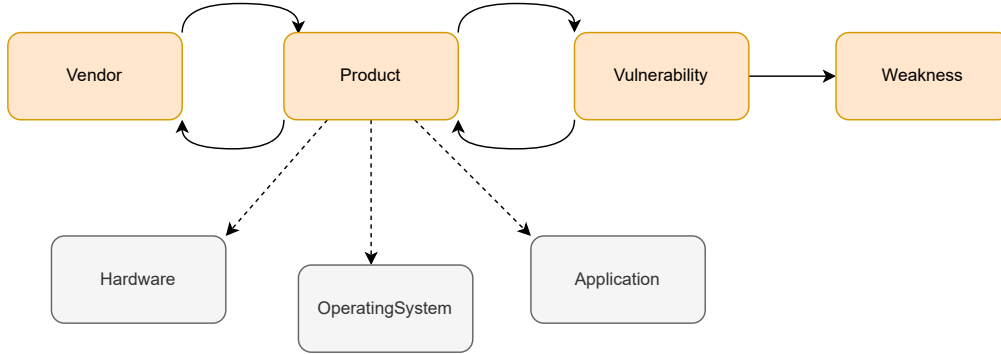 Vendor
Product
Vulnerability
Weakness
Hardware
OperatingSystem
Application